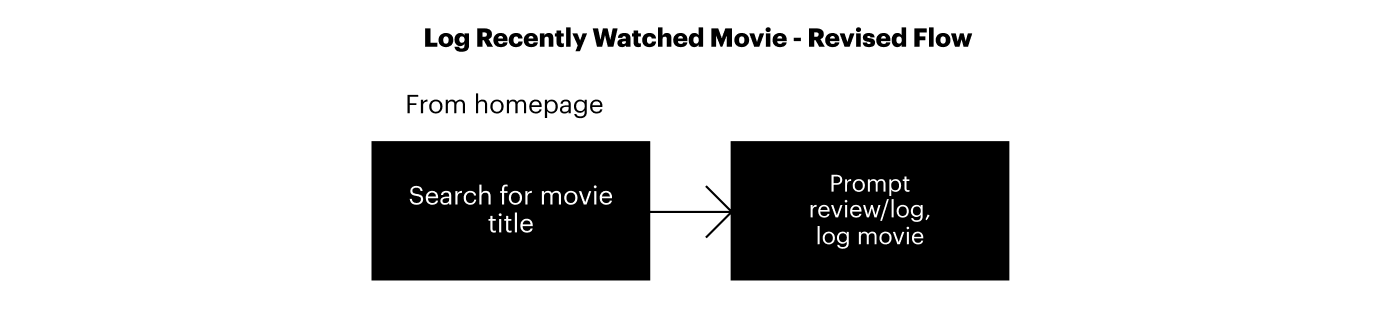 Log Recently Watched Movie - Revised Flow
From homepage
Search for movie
title
Prompt
review/log,
log movie